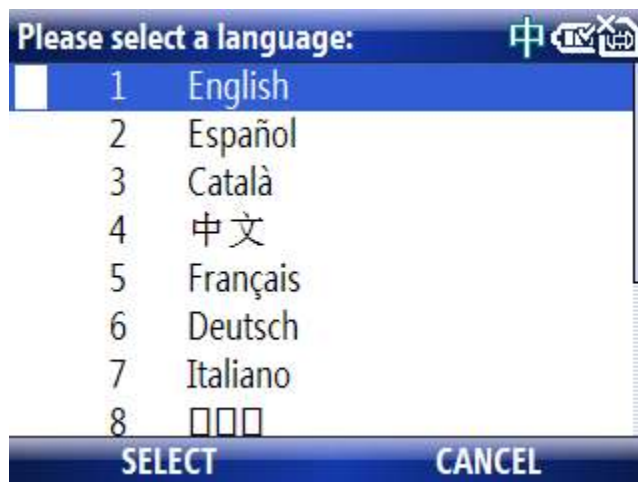 Please select a language: 中
1 English
2 Español
3 Català
4 中文
5 Français
6 Deutsch
7 Italiano
8 □□□
SELECT CANCEL